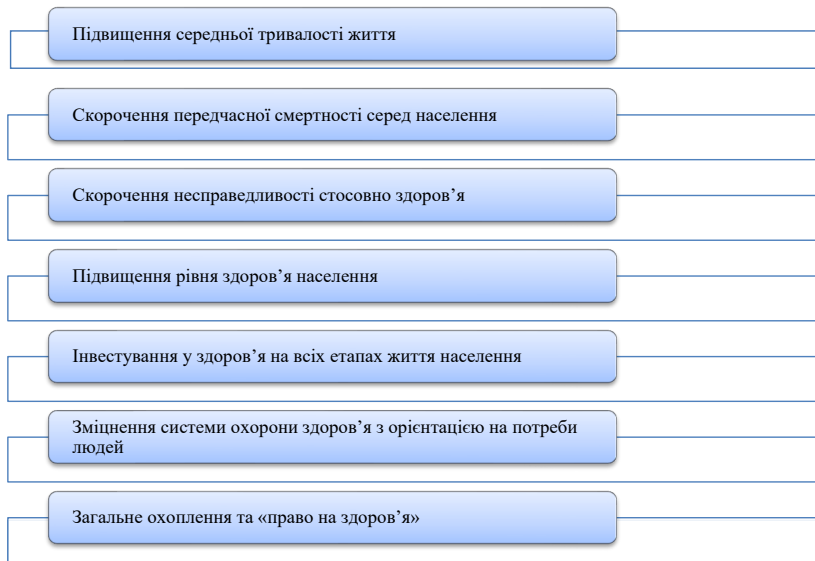 Підвищення середньої тривалості життя
Скорочення передчасної смертності серед населення
Скорочення несправедливості стосовно здоров’я
Підвищення рівня здоров’я населення
Інвестування у здоров’я на всіх етапах життя населення
Зміцнення системи охорони здоров’я з орієнтацією на потреби
людей
Загальне охоплення та «право на здоров’я»